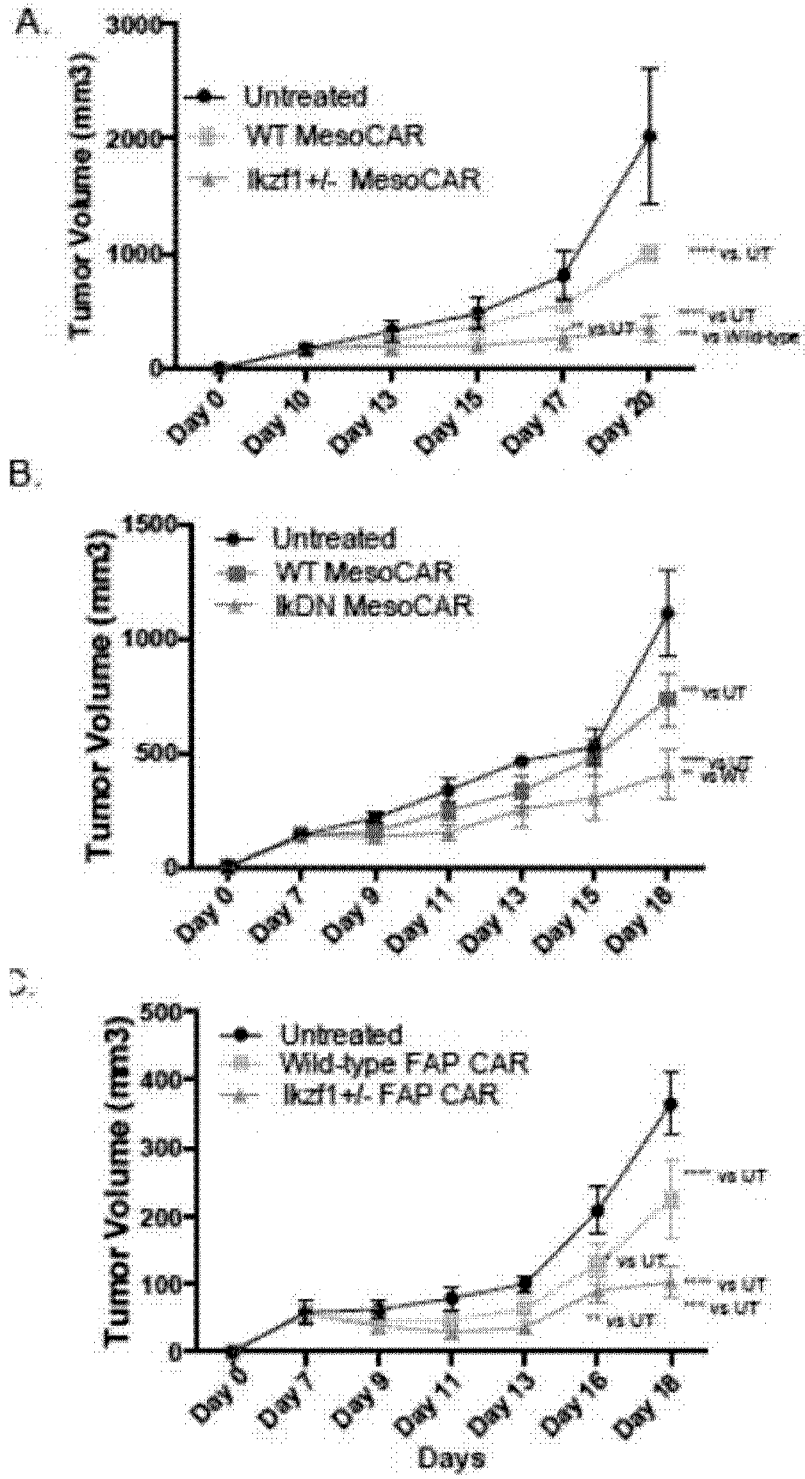 A.
Tumor Volume (mm3)
3000
2000
1000
0
Untreated
WT MesoCAR
Ikzf1+/- MesoCAR
**** vs. UT
vs UT
vs Wild-type
** vs UT
Day 0
Day 10
Day 13
Day 15
Day 17
Day 20
B.
Tumor Volume (mm3)
1500
1000
500
0
Untreated
WT MesoCAR
IkDN MesoCAR
vs UT
vs UT
vs WT
Day 0
Day 7
Day 9
Day 11
Day 13
Day 15
Day 18
C.
Tumor Volume (mm3)
500
400
300
200
100
0
Untreated
Wild-type FAP CAR
Ikzf1+/- FAP CAR
vs UT
* vs UT
vs UT
vs UT
** vs UT
Day 0
Day 7
Day 9
Day 11
Day 13
Day 16
Day 18
Days